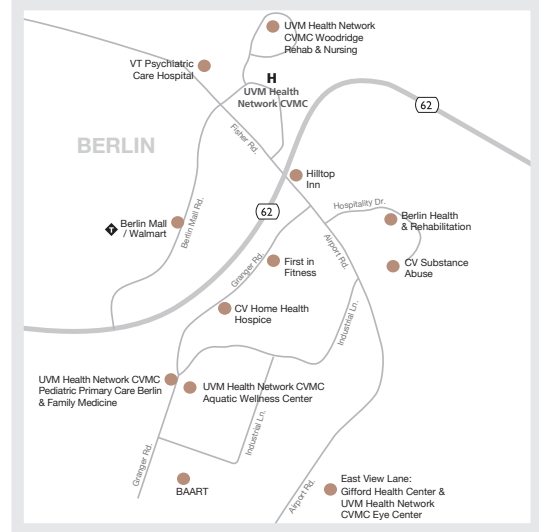 UVM Health Network
CVMC Woodridge
Rehab & Nursing
VT Psychiatric
Care Hospital
H
UVM Health
Network CVMC
62
BERLIN
Fisher Rd.
Hilltop
Inn
Hospitality Dr.
Berlin Mall Rd.
62
Berlin Health
& Rehabilitation
T
Berlin Mall
/ Walmart
Airport Rd.
Granger Rd.
First in
Fitness
CV Substance
Abuse
CV Home Health
Hospice
Industrial Ln.
UVM Health Network CVMC
Pediatric Primary Care Berlin
& Family Medicine
UVM Health Network CVMC
Aquatic Wellness Center
Industrial Ln.
Granger Rd.
BAART
Airport Rd.
East View Lane:
Gifford Health Center &
UVM Health Network
CVMC Eye Center